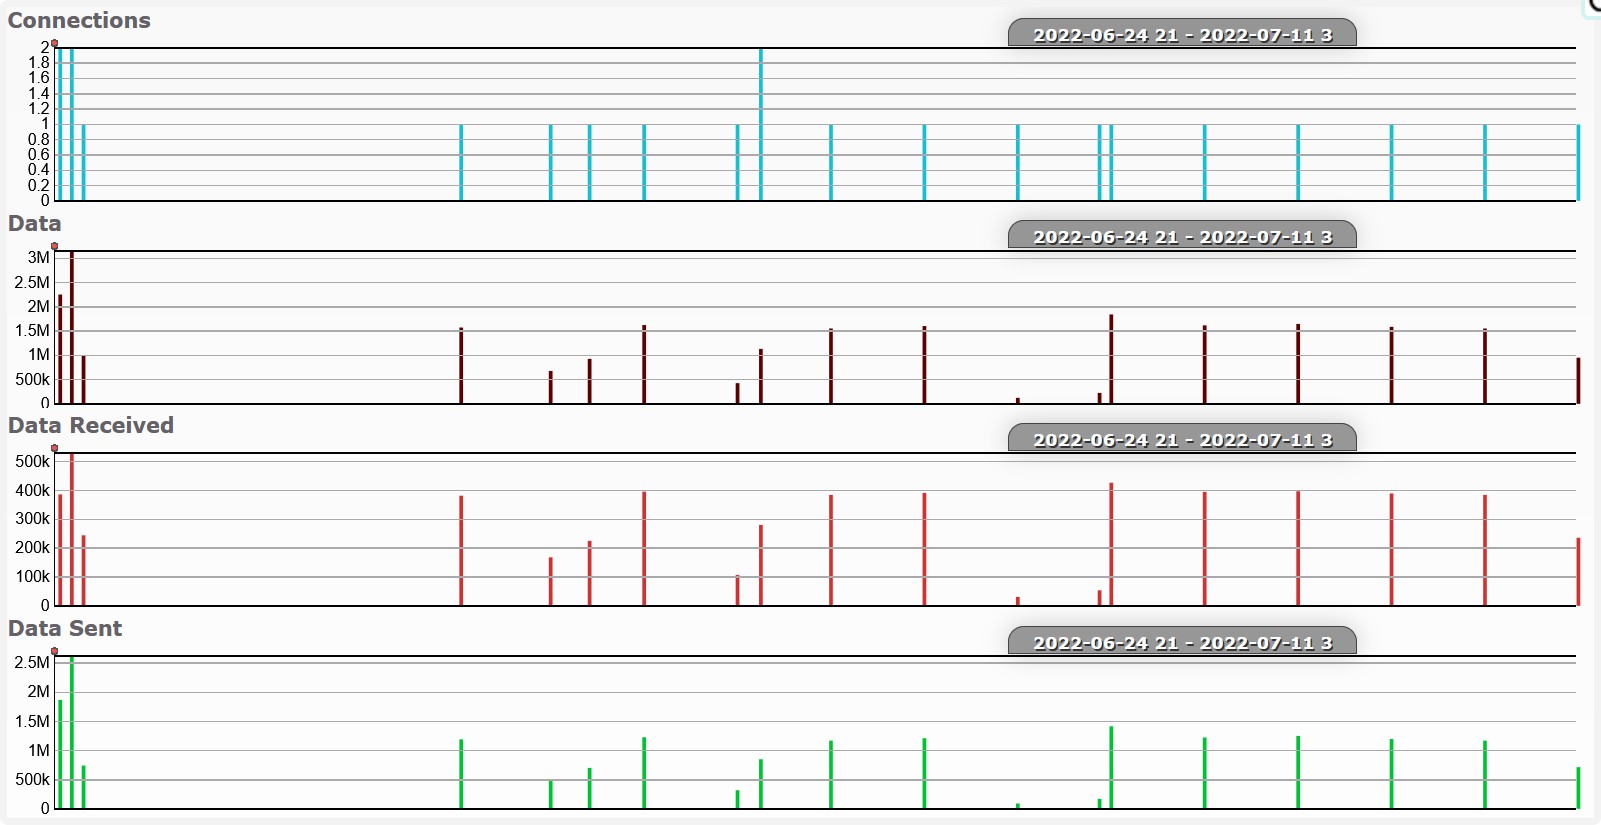 Connections
2022-06-24 21 - 2022-07-11 3
2
1.8
1.6
1.4
1.2
1
0.8
0.6
0.4
0.2
0
Data
2022-06-24 21 - 2022-07-11 3
3M
2.5M
2M
1.5M
1M
500k
0
Data Received
2022-06-24 21 - 2022-07-11 3
500k
400k
300k
200k
100k
0
Data Sent
2022-06-24 21 - 2022-07-11 3
2.5M
2M
1.5M
1M
500k
0